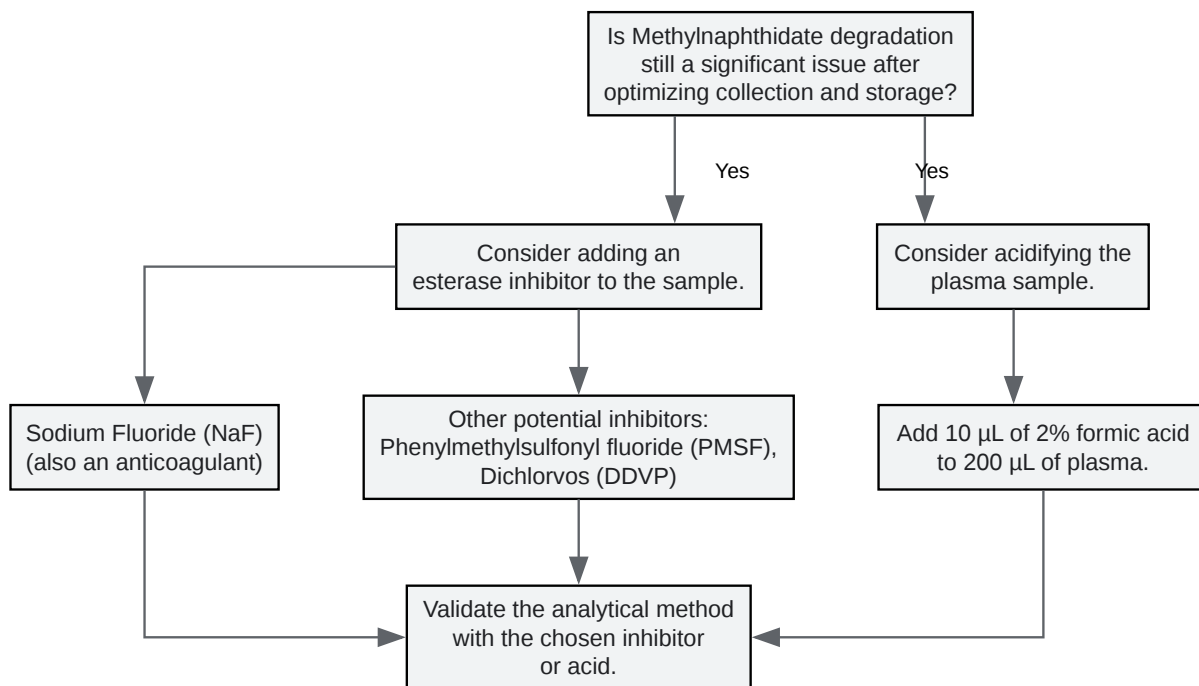 Is Methylnaphthidate degradation
still a significant issue after
optimizing collection and storage?
Yes
Yes
Consider adding an
esterase inhibitor to the sample.
Consider acidifying the
plasma sample.
Sodium Fluoride (NaF)
(also an anticoagulant)
Other potential inhibitors:
Phenylmethylsulfonyl fluoride (PMSF),
Dichlorvos (DDVP)
Add 10 µL of 2% formic acid
to 200 µL of plasma.
Validate the analytical method
with the chosen inhibitor
or acid.